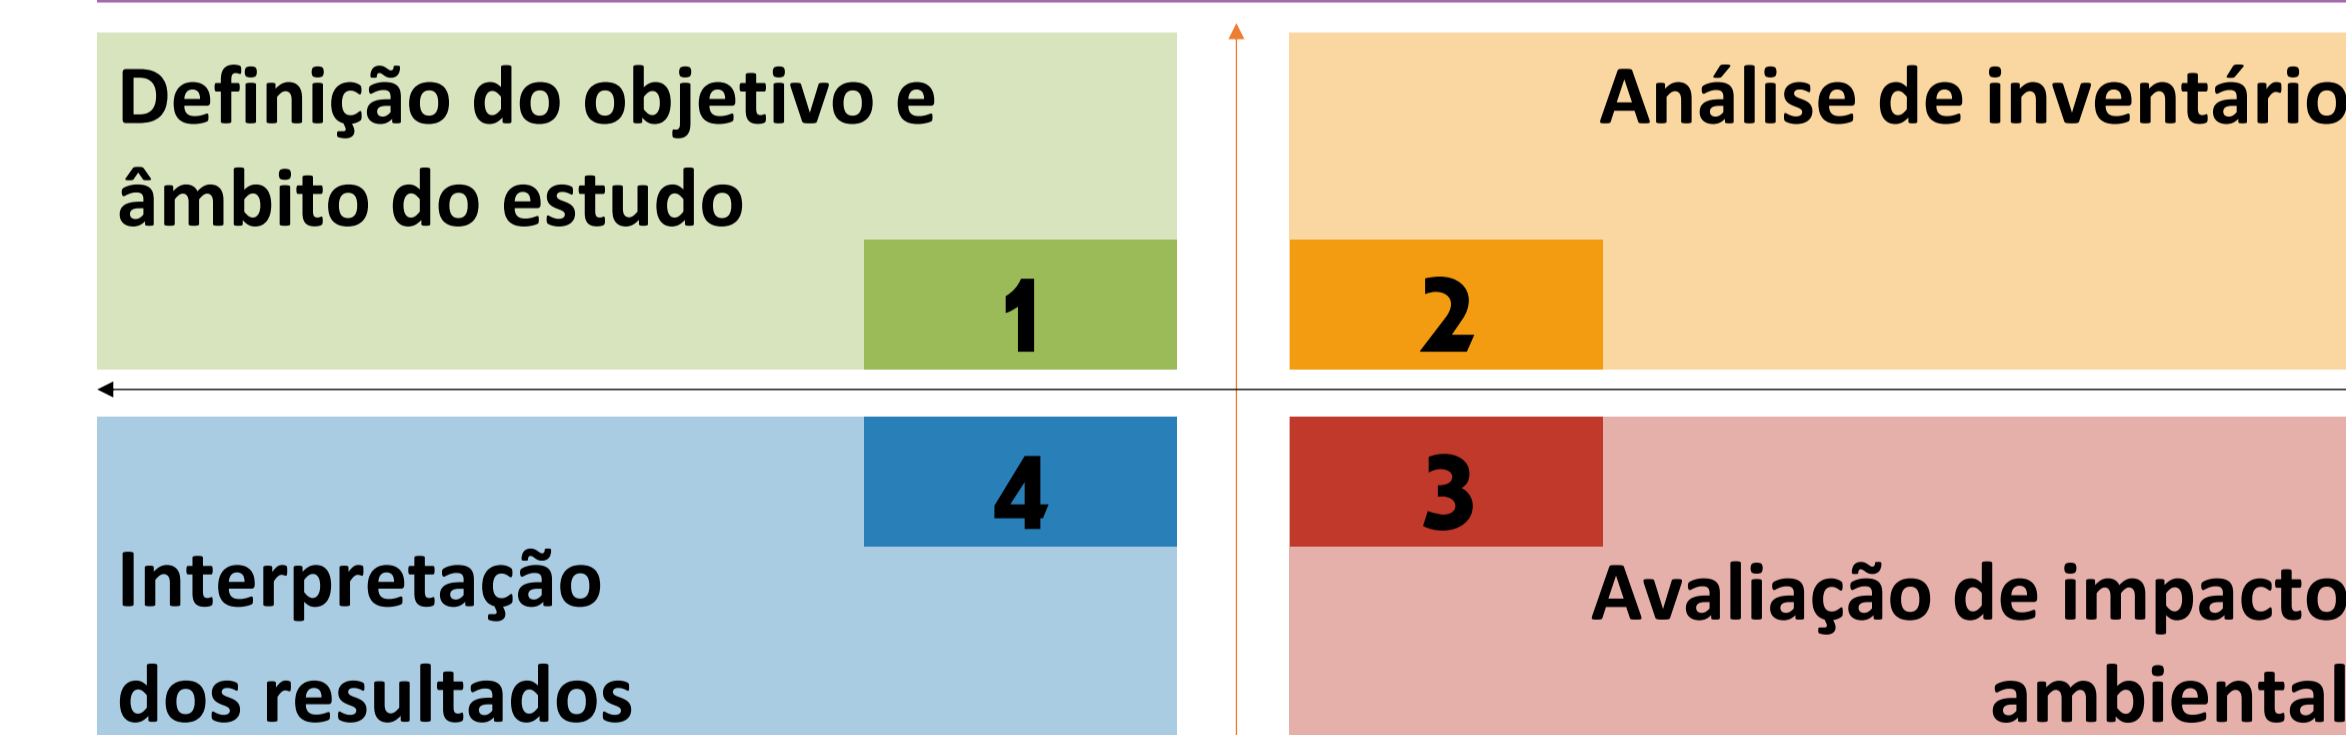 Definição do objetivo e
âmbito do estudo
1
Análise de inventário
2
4
Interpretação
dos resultados
3
Avaliação de impacto
ambiental